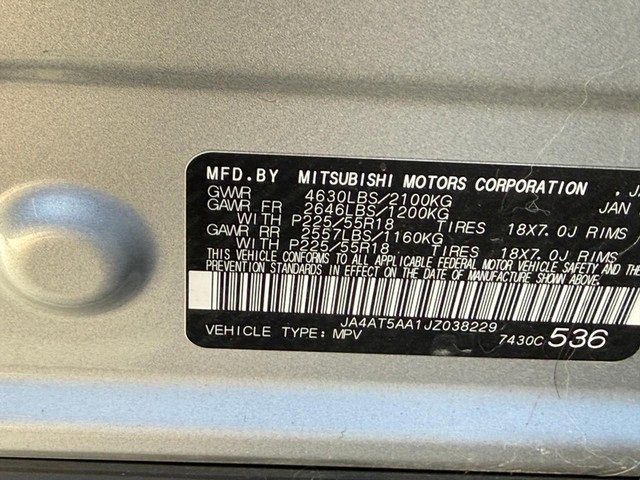 MFD.BY MITSUBISHI MOTORS CORPORATION
GVWR 4630LBS/2100KG JAN
GAWR FR 2646LBS/1200KG
WITH P225/55R18 TIRES 18X7.0J RIMS
GAWR RR 2557LBS/1160KG
WITH P225/55R18 TIRES 18X7.0J RIMS
THIS VEHICLE CONFORMS TO ALL APPLICABLE FEDERAL MOTOR VEHICLE SAFETY AND
PREVENTION STANDARDS IN EFFECT ON THE DATE OF MANUFACTURE SHOWN ABOVE.
JA4AT5AA1JZ038229
VEHICLE TYPE: MPV 7430C 536